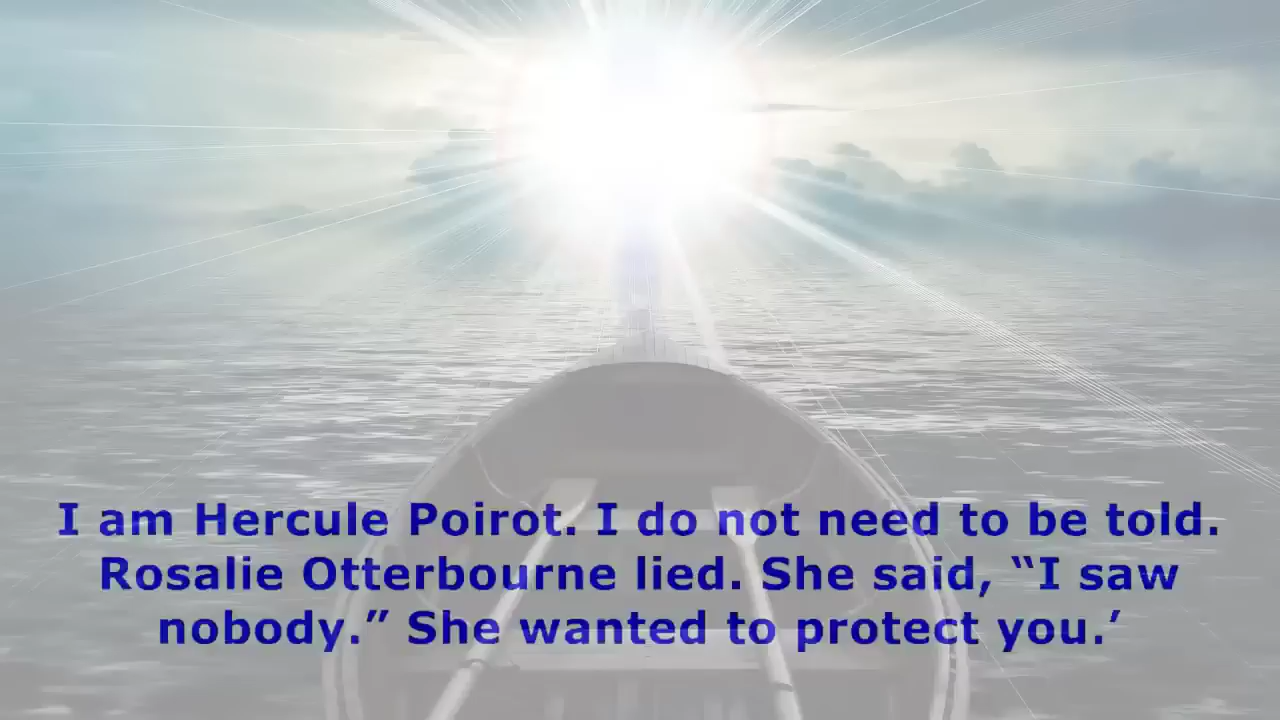 I am Hercule Poirot. I do not need to be told.
Rosalie Otterbourne lied. She said, “I saw
nobody.” She wanted to protect you.’